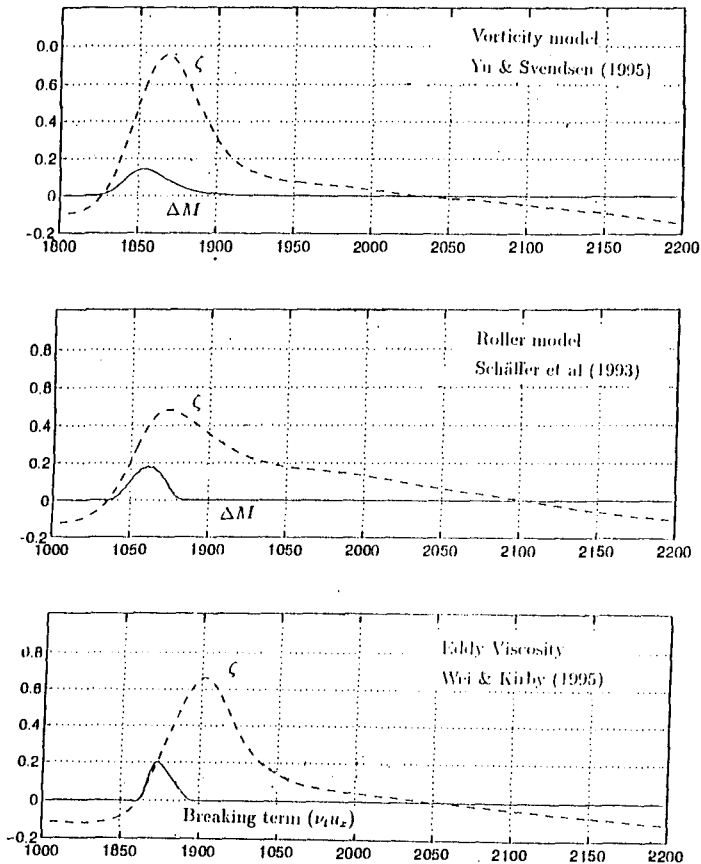 Vorticity model
Yu & Svendsen (1995)
0.0
0.6
0.4
0.2
0
-0.2
ζ
ΔM
1800 1850 1900 1950 2000 2050 2100 2150 2200
Roller model
Schäffer et al (1993)
0.8
0.6
0.4
0.2
0
-0.2
ζ
ΔM
1000 1050 1900 1050 2000 2050 2100 2150 2200
Eddy Viscosity
Wei & Kirby (1995)
0.8
0.6
0.4
0.2
0
-0.2
ζ
Breaking term (νₜuₓ)
1000 1850 1900 1050 2000 2050 2100 2150 2200